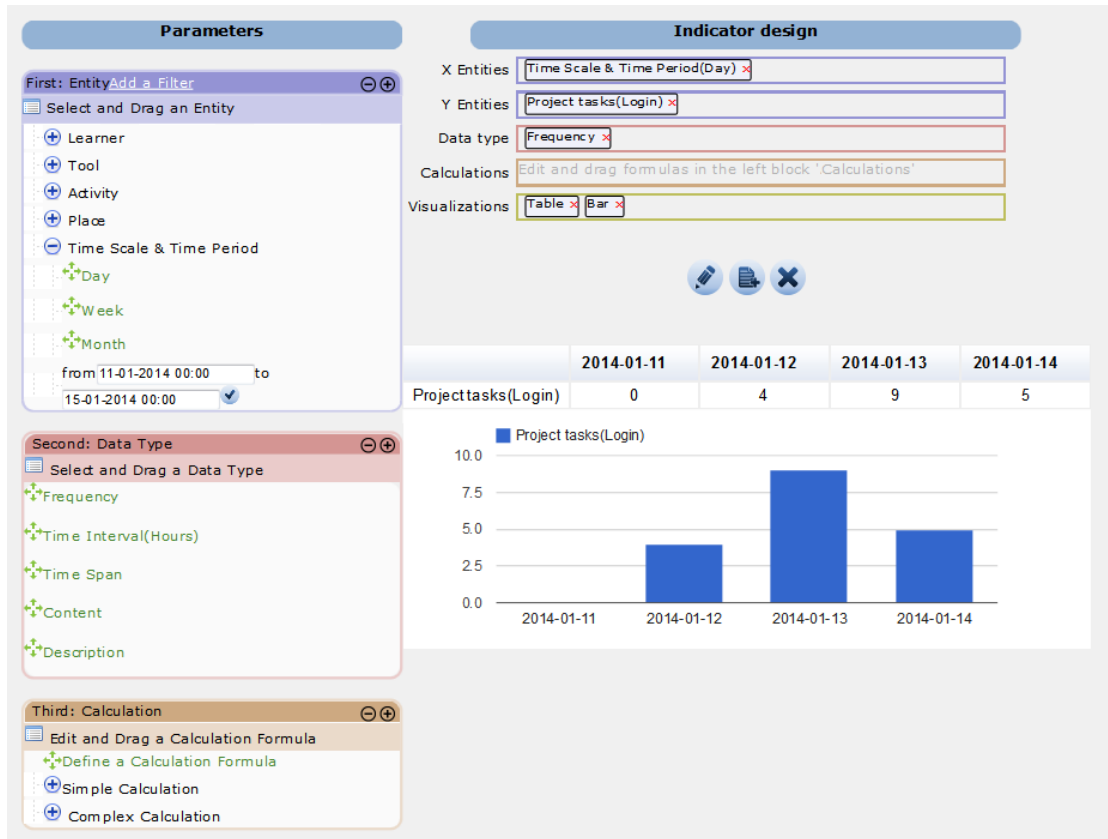 Parameters
First: EntityAdd a Filter
Select and Drag an Entity
Learner
Tool
Activity
Place
Time Scale & Time Period
Day
Week
Month
from 11-01-2014 00:00 to
15-01-2014 00:00
Second: Data Type
Select and Drag a Data Type
Frequency
Time Interval(Hours)
Time Span
Content
Description
Third: Calculation
Edit and Drag a Calculation Formula
Define a Calculation Formula
Simple Calculation
Complex Calculation
Indicator design
X Entities Time Scale & Time Period(Day) x
Y Entities Project tasks(Login) x
Data type Frequency x
Calculations Edit and drag formulas in the left block 'Calculations'
Visualizations Table x Bar x
2014-01-11 2014-01-12 2014-01-13 2014-01-14
Project tasks(Login) 0 4 9 5
Project tasks(Login)
10.0
7.5
5.0
2.5
0.0
2014-01-11 2014-01-12 2014-01-13 2014-01-14